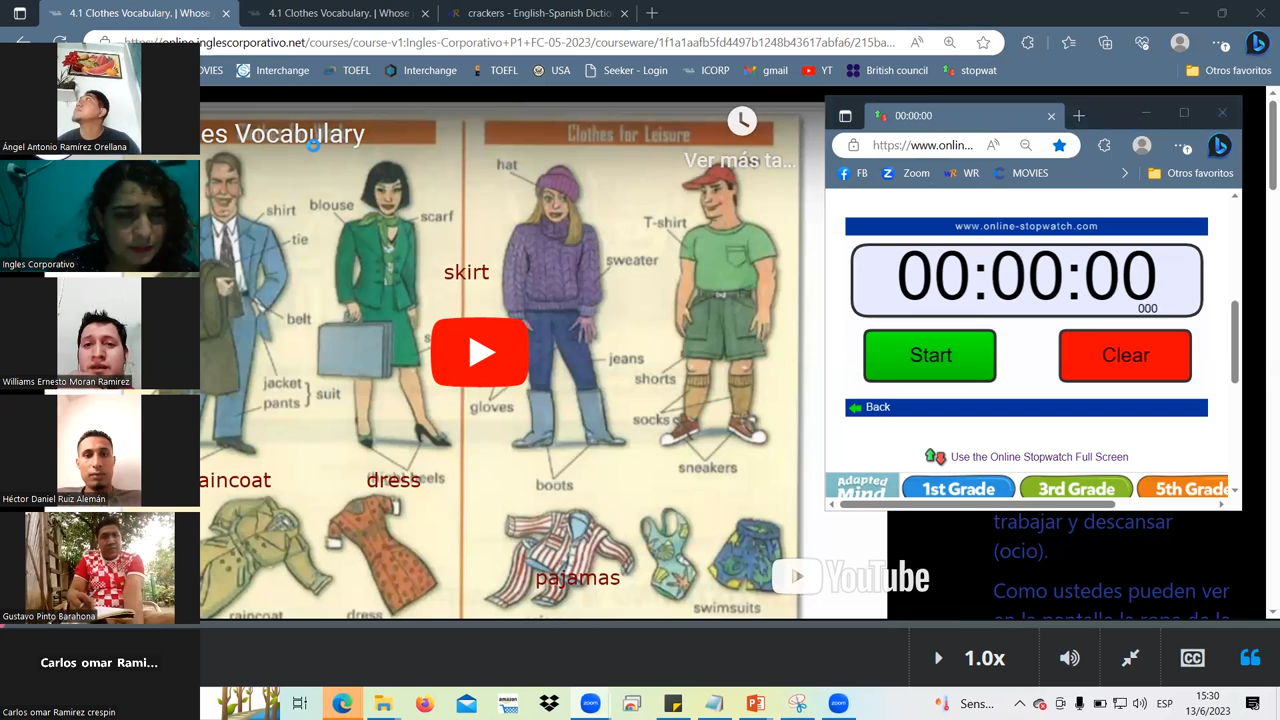 4.1 Clothes Vocabulary.
4.1 Clothes Vocabulary. | Whose
crackers - English-Spanish Dictio
https://online.inglescorporativo.net/courses/course-v1:Ingles-Corporativo+P1+FC-05-2023/courseware/1f1a1aafb5fd4497b1248b43617abfa6/215ba...
OVIES
Interchange
TOEFL
Interchange
TOEFL
USA
Seeker - Login
ICORP
gmail
YT
British council
stopwat
Otros favoritos
Ángel Antonio Ramírez Orellana
Ingles Corporativo
Williams Ernesto Moran Ramirez
Héctor Daniel Ruiz Alemán
Gustavo Pinto Barahona
Carlos omar Rami...
Carlos omar Ramirez crespin
es Vocabulary
Clothes for Leisure
Ver más ta...
shirt
blouse
scarf
tie
skirt
belt
jacket
pants
suit
hat
T-shirt
sweater
jeans
shorts
gloves
socks
sneakers
boots
aincoat
dress
raincoat
dress
pajamas
swimsuits
YouTube
00:00:00
https://www.onlin...
FB
Zoom
WR
MOVIES
Otros favoritos
www.online-stopwatch.com
00:00:00
000
Start
Clear
Back
Use the Online Stopwatch Full Screen
Adapted
Mind
1st Grade
3rd Grade
5th Grade
trabajar y descansar
(ocio).
Como ustedes pueden ver
1.0x
CC
Sens...
ESP
15:30
13/6/2023